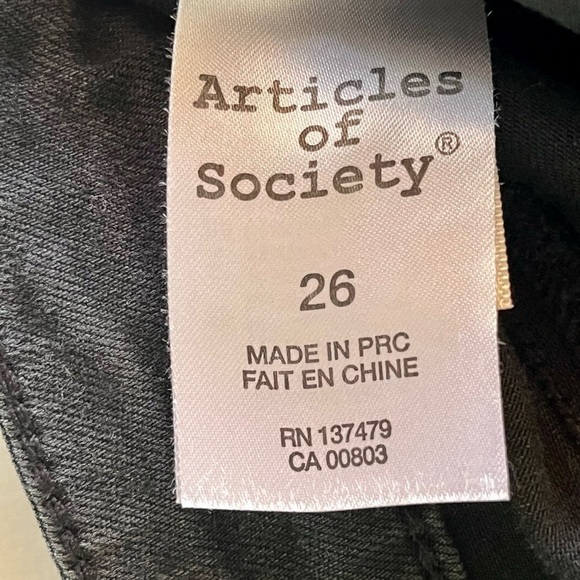 Articles
of
Society®
26
MADE IN PRC
FAIT EN CHINE
RN 137479
CA 00803